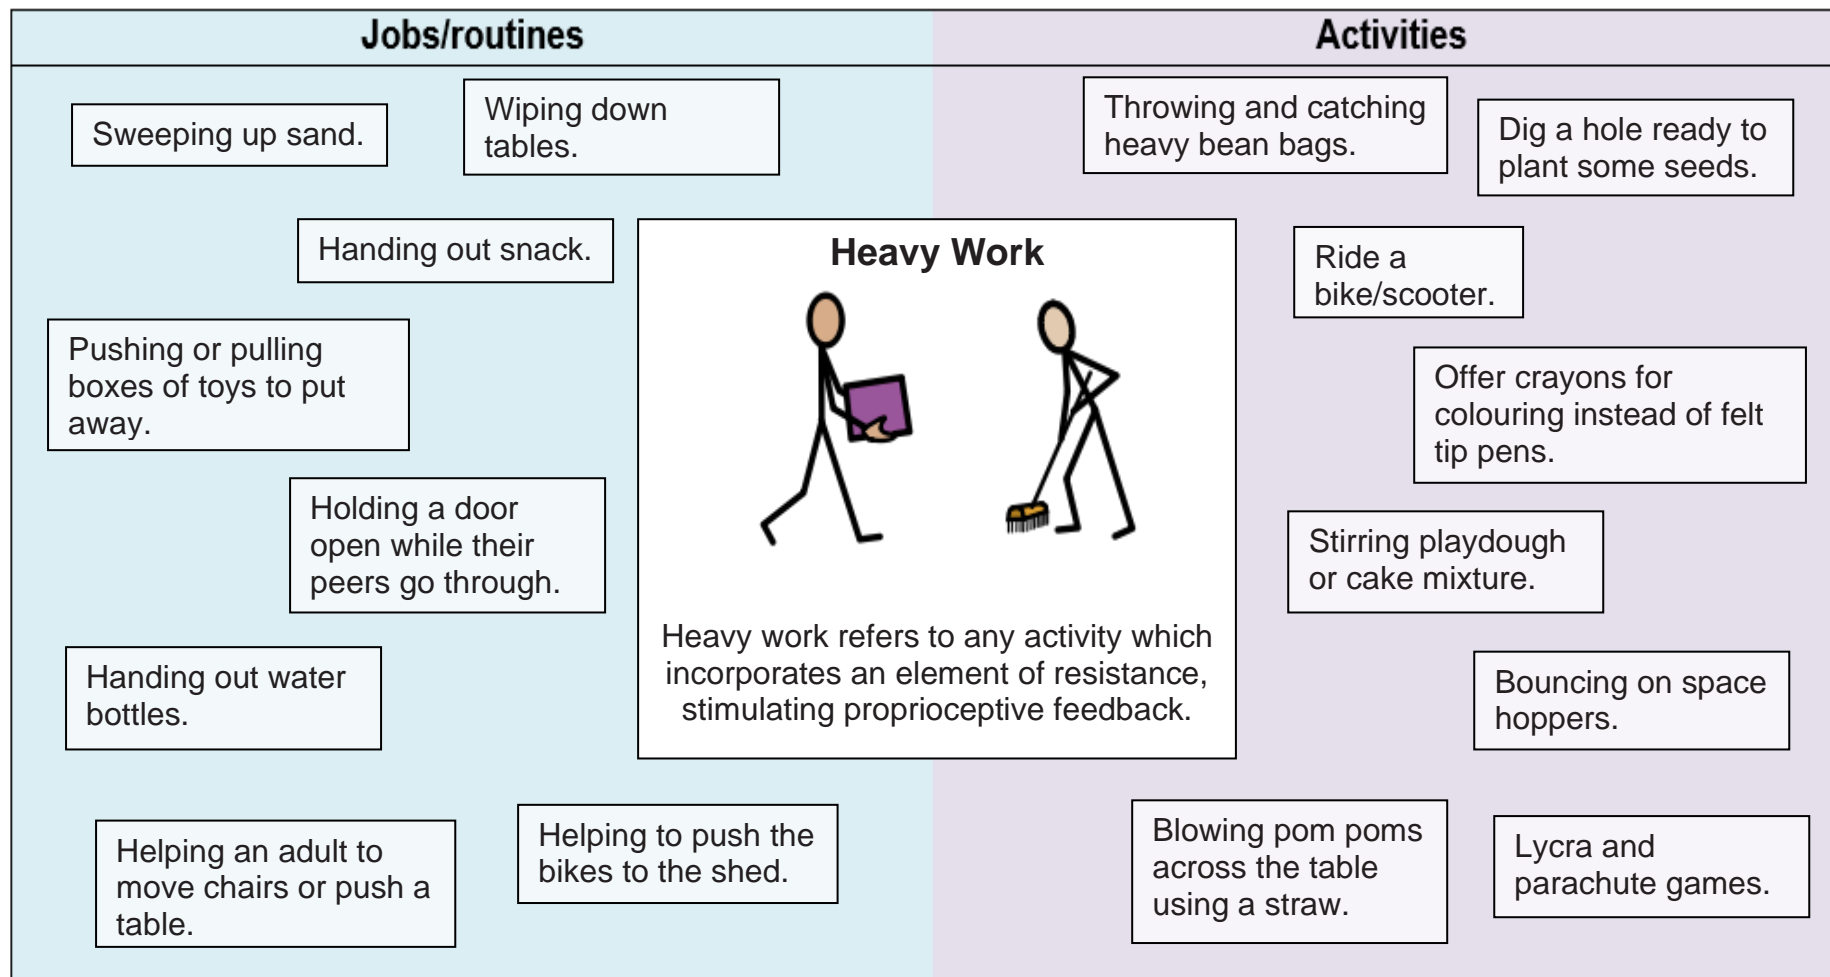 Jobs/routines
Activities
Sweeping up sand.
Wiping down
tables.
Handing out snack.
Pushing or pulling
boxes of toys to put
away.
Holding a door
open while their
peers go through.
Handing out water
bottles.
Helping an adult to
move chairs or push a
table.
Helping to push the
bikes to the shed.
Heavy Work
Heavy work refers to any activity which
incorporates an element of resistance,
stimulating proprioceptive feedback.
Throwing and catching
heavy bean bags.
Dig a hole ready to
plant some seeds.
Ride a
bike/scooter.
Offer crayons for
colouring instead of felt
tip pens.
Stirring playdough
or cake mixture.
Bouncing on space
hoppers.
Blowing pom poms
across the table
using a straw.
Lycra and
parachute games.